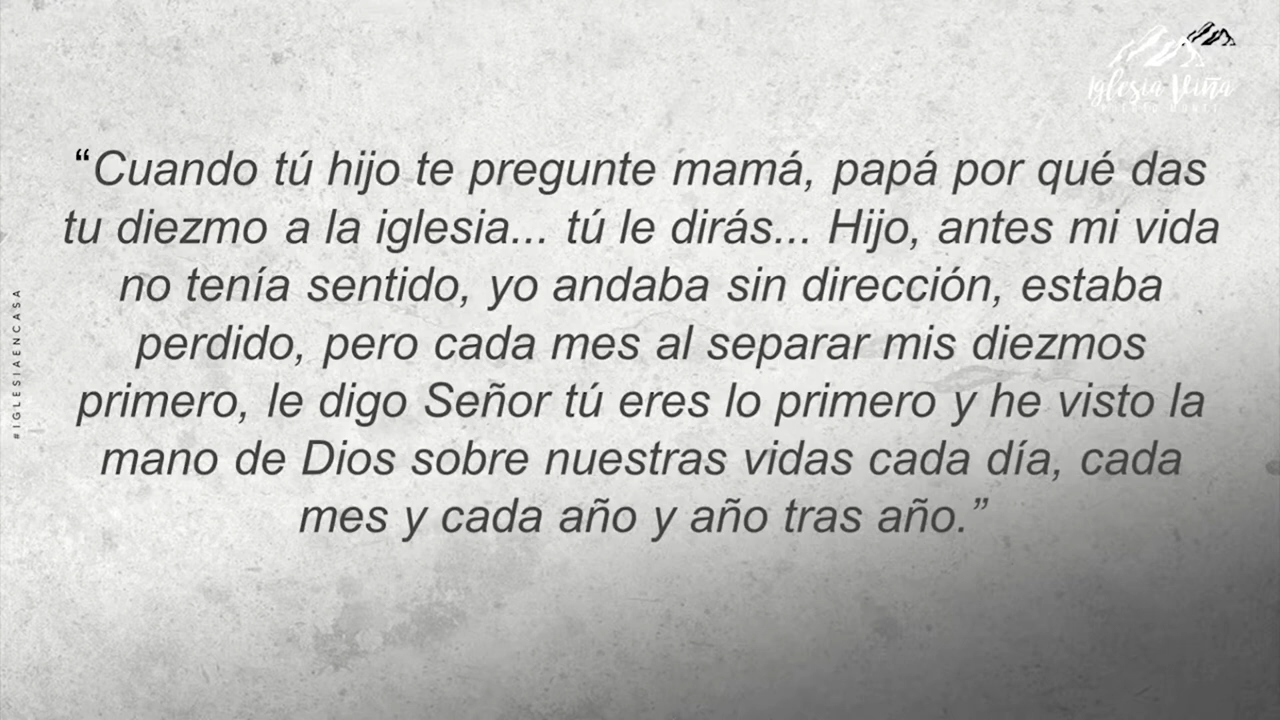 Iglesia Viña
#IGLESIAENCASA
“Cuando tú hijo te pregunte mamá, papá por qué das
tu diezmo a la iglesia... tú le dirás... Hijo, antes mi vida
no tenía sentido, yo andaba sin dirección, estaba
perdido, pero cada mes al separar mis diezmos
primero, le digo Señor tú eres lo primero y he visto la
mano de Dios sobre nuestras vidas cada día, cada
mes y cada año y año tras año.”